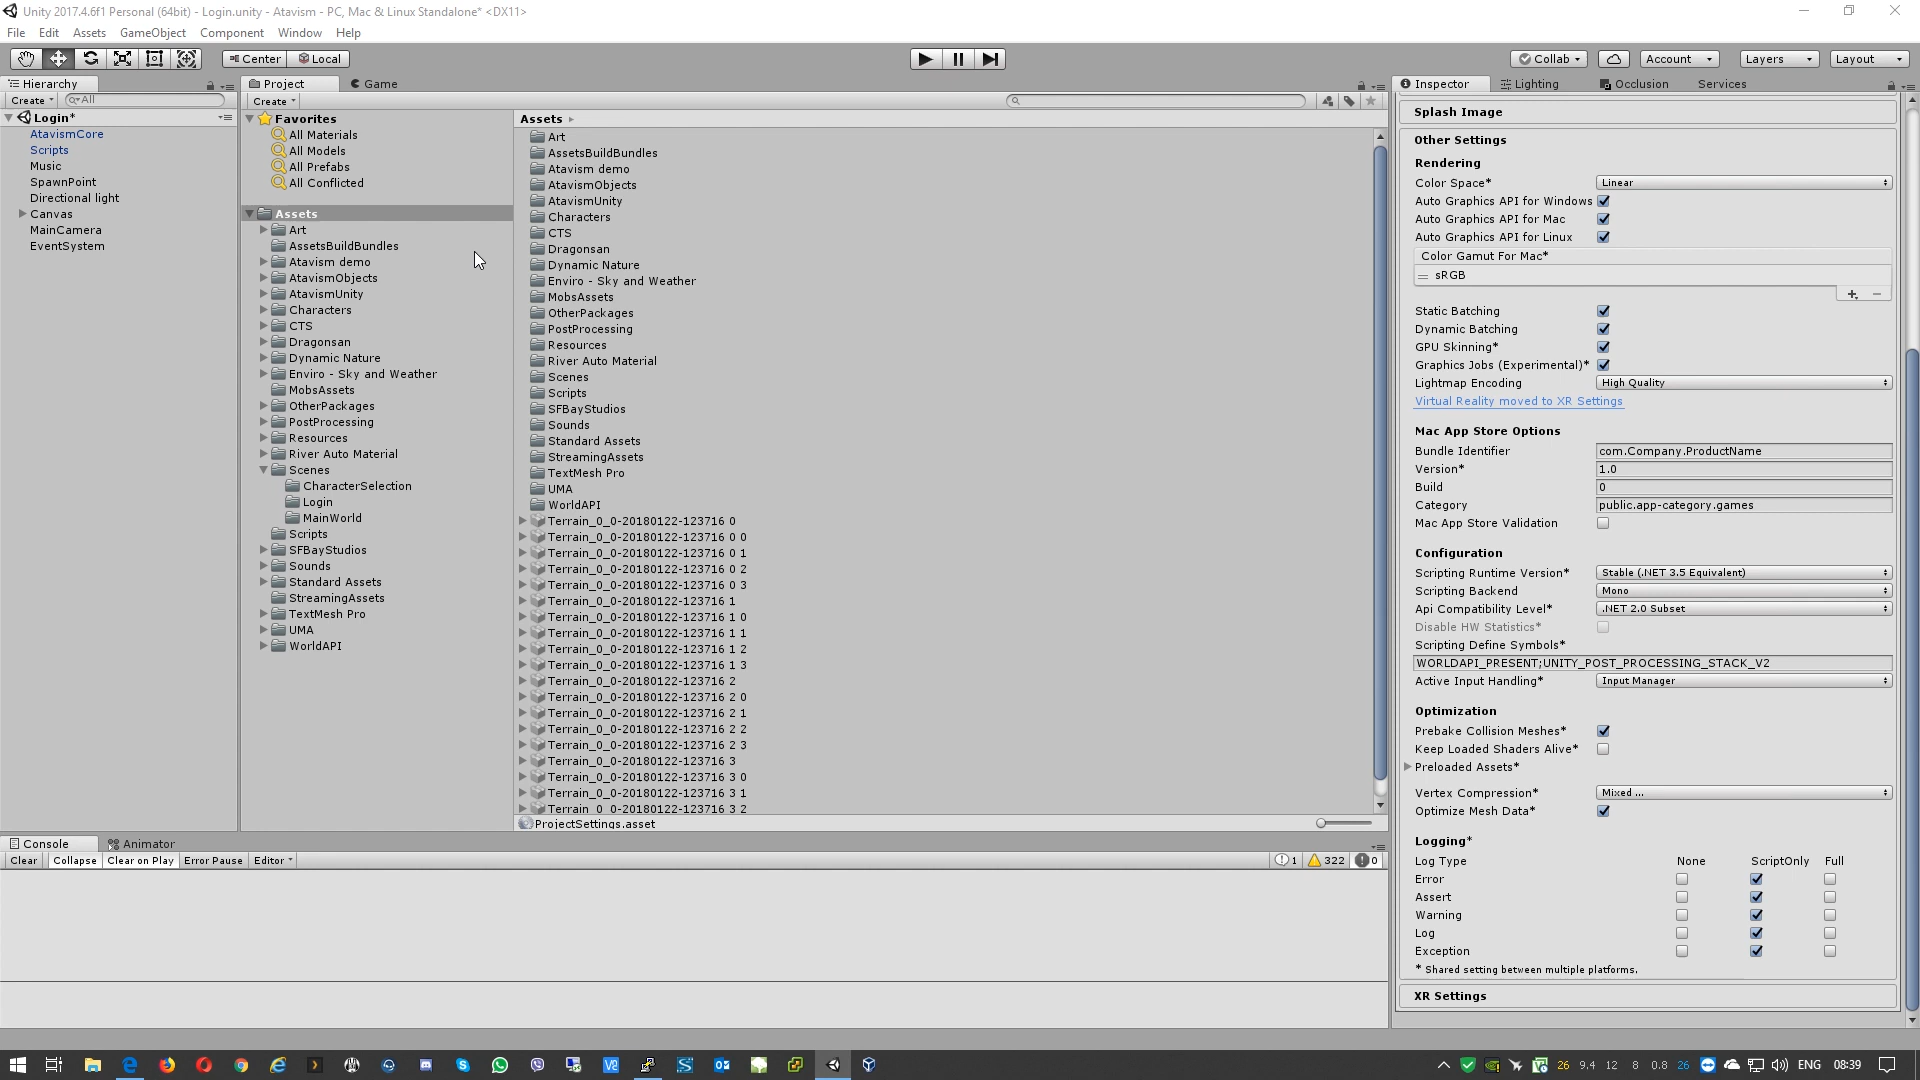 Unity 2017.4.6f1 Personal (64bit) - Login.unity - Atavism - PC, Mac & Linux Standalone* <DX11>
File Edit Assets GameObject Component Window Help
Center Local Collab Account Layers Layout
Hierarchy
Create All
Login*
AtavismCore
Scripts
Music
SpawnPoint
Directional light
Canvas
MainCamera
EventSystem
Project Game
Create
Favorites
All Materials
All Models
All Prefabs
All Conflicted
Assets
Art
AssetsBuildBundles
Atavism demo
AtavismObjects
AtavismUnity
Characters
CTS
Dragonsan
Dynamic Nature
Enviro - Sky and Weather
MobsAssets
OtherPackages
PostProcessing
Resources
River Auto Material
Scenes
CharacterSelection
Login
MainWorld
Scripts
SFBayStudios
Sounds
Standard Assets
StreamingAssets
TextMesh Pro
UMA
WorldAPI
Assets
Art
AssetsBuildBundles
Atavism demo
AtavismObjects
AtavismUnity
Characters
CTS
Dragonsan
Dynamic Nature
Enviro - Sky and Weather
MobsAssets
OtherPackages
PostProcessing
Resources
River Auto Material
Scenes
Scripts
SFBayStudios
Sounds
Standard Assets
StreamingAssets
TextMesh Pro
UMA
WorldAPI
Terrain_0_0-20180122-123716 0
Terrain_0_0-20180122-123716 0 0
Terrain_0_0-20180122-123716 0 1
Terrain_0_0-20180122-123716 0 2
Terrain_0_0-20180122-123716 0 3
Terrain_0_0-20180122-123716 1
Terrain_0_0-20180122-123716 1 0
Terrain_0_0-20180122-123716 1 1
Terrain_0_0-20180122-123716 1 2
Terrain_0_0-20180122-123716 1 3
Terrain_0_0-20180122-123716 2
Terrain_0_0-20180122-123716 2 0
Terrain_0_0-20180122-123716 2 1
Terrain_0_0-20180122-123716 2 2
Terrain_0_0-20180122-123716 2 3
Terrain_0_0-20180122-123716 3
Terrain_0_0-20180122-123716 3 0
Terrain_0_0-20180122-123716 3 1
Terrain_0_0-20180122-123716 3 2
ProjectSettings.asset
Console Animator
Clear Collapse Clear on Play Error Pause Editor 1 322 0
Inspector Lighting Occlusion Services
Splash Image
Other Settings
Rendering
Color Space* Linear
Auto Graphics API for Windows
Auto Graphics API for Mac
Auto Graphics API for Linux
Color Gamut For Mac*
sRGB
Static Batching
Dynamic Batching
GPU Skinning*
Graphics Jobs (Experimental)*
Lightmap Encoding High Quality
Virtual Reality moved to XR Settings
Mac App Store Options
Bundle Identifier com.Company.ProductName
Version* 1.0
Build 0
Category public.app-category.games
Mac App Store Validation
Configuration
Scripting Runtime Version* Stable (.NET 3.5 Equivalent)
Scripting Backend Mono
Api Compatibility Level* .NET 2.0 Subset
Disable HW Statistics*
Scripting Define Symbols*
WORLDAPI_PRESENT;UNITY_POST_PROCESSING_STACK_V2
Active Input Handling* Input Manager
Optimization
Prebake Collision Meshes*
Keep Loaded Shaders Alive*
Preloaded Assets*
Vertex Compression* Mixed ...
Optimize Mesh Data*
Logging*
Log Type None ScriptOnly Full
Error
Assert
Warning
Log
Exception
* Shared setting between multiple platforms.
XR Settings
26 9.4 12 8 0.8 26 ENG 08:39